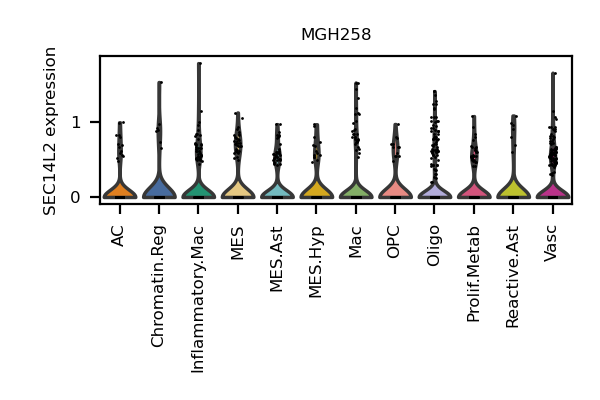 MGH258
SEC14L2 expression
1
0
AC
Chromatin.Reg
Inflammatory.Mac
MES
MES.Ast
MES.Hyp
Mac
OPC
Oligo
Prolif.Metab
Reactive.Ast
Vasc